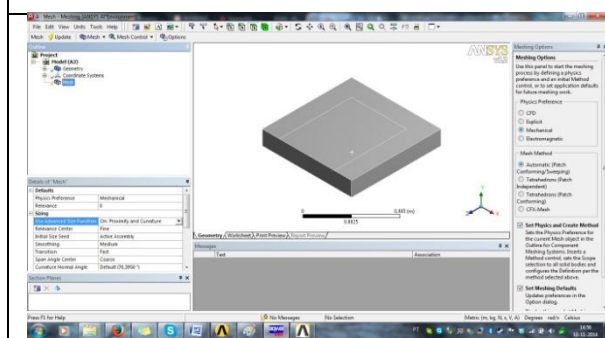 A : Mesh - Meshing [ANSYS
File Edit View Units Tools Help
Mesh Update Mesh Mesh Control Options
Outline
Project
Model (A3)
Geometry
Coordinate Systems
Mesh
Details of "Mesh"
Defaults
Physics Preference Mechanical
Relevance 0
Sizing
Use Advanced Size Function On: Proximity and Curvature
Relevance Center Fine
Initial Size Seed Active Assembly
Smoothing Medium
Transition Fast
Span Angle Center Coarse
Curvature Normal Angle Default
Section Planes
ANSYS
0 0,005 (m)
0,0025
Geometry Worksheet Print Preview Report Preview
Messages
Text Association
Meshing Options
Meshing Options
Use this panel to start the meshing
process by defining a physics
preference and an initial Method
control, or to set application defaults
for future meshing work.
Physics Preference
CFD
Explicit
Mechanical
Electromagnetic
Mesh Method
Automatic (Patch
Conforming/Sweeping)
Tetrahedrons (Patch
Independent)
Tetrahedrons (Patch
Conforming)
CFX-Mesh
Set Physics and Create Method
Sets the Physics Preference for
the current Mesh object in the
Outline for Component
Meshing Systems. Inserts a
Method control, sets the Scope
selection to all solid bodies and
configures the Definition per the
method selected above.
Set Meshing Defaults
Updates preferences in the
Option dialog.
Press F1 for Help No Messages No Selection Metric (m, kg, N, s, V, A) Degrees rad/s Celsius
PT